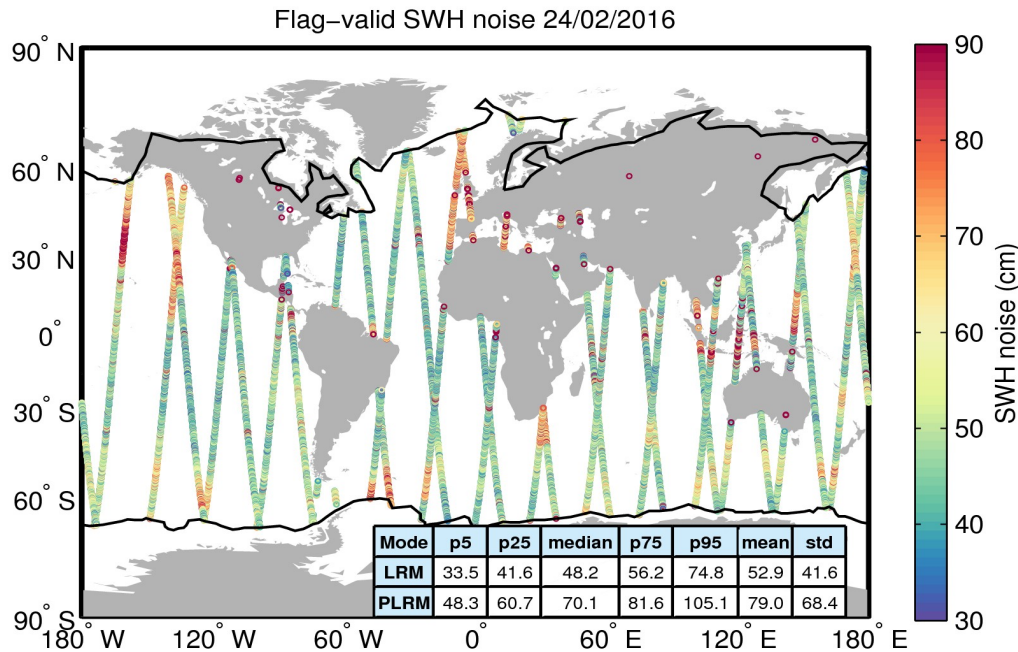 Flag−valid SWH noise 24/02/2016
90° N
60° N
30° N
0°
30° S
60° S
90° S
180° W
120° W
60° W
0°
60° E
120° E
180° E
90
80
70
60
50
40
30
SWH noise (cm)
Mode p5 p25 median p75 p95 mean std
LRM 33.5 41.6 48.2 56.2 74.8 52.9 41.6
PLRM 48.3 60.7 70.1 81.6 105.1 79.0 68.4